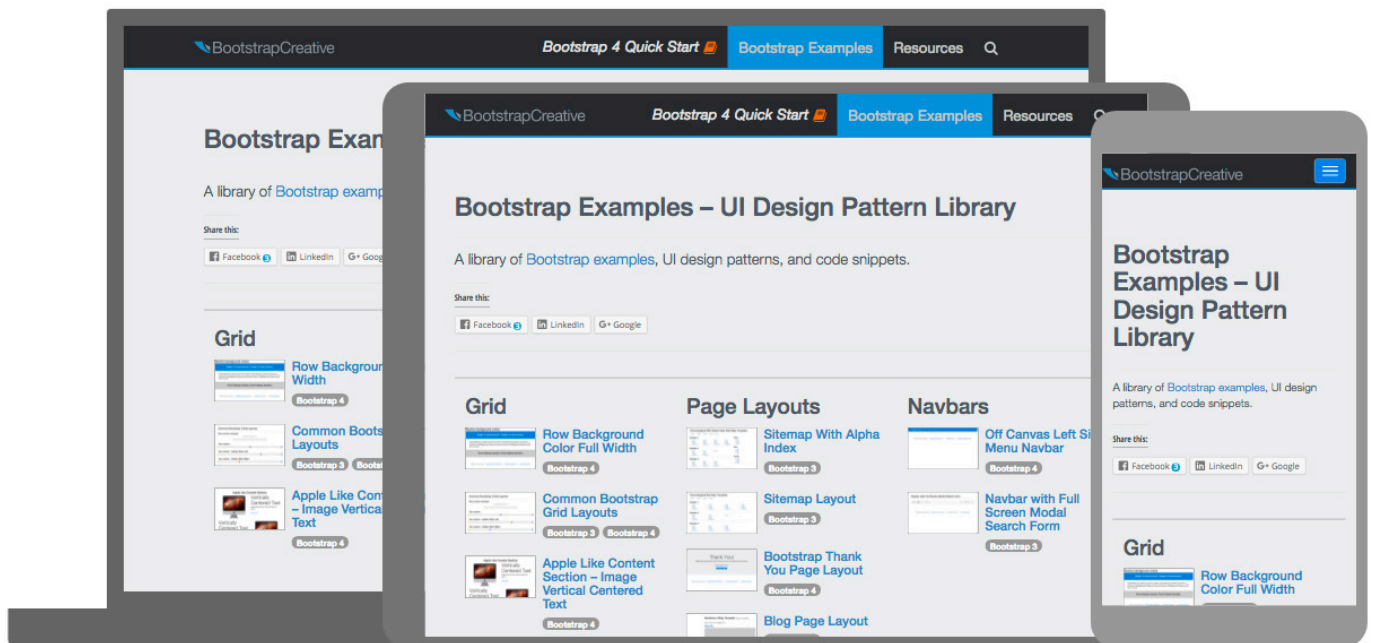 BootstrapCreative
Bootstrap 4 Quick Start
Bootstrap Examples
Resources
Bootstrap Exam
A library of Bootstrap examp
Share this:
Facebook 3
LinkedIn
G+ Goog
Grid
Row Backgroun
Width
Bootstrap 4
Common Boots
Layouts
Bootstrap 3 Boots
Apple Like Con
– Image Vertica
Text
Bootstrap 4
BootstrapCreative
Bootstrap 4 Quick Start
Bootstrap Examples
Resources
Bootstrap Examples – UI Design Pattern Library
A library of Bootstrap examples, UI design patterns, and code snippets.
Share this:
Facebook 3
LinkedIn
G+ Google
Grid
Row Background
Color Full Width
Bootstrap 4
Common Bootstrap
Grid Layouts
Bootstrap 3 Bootstrap 4
Apple Like Content
Section – Image
Vertical Centered
Text
Bootstrap 4
Page Layouts
Sitemap With Alpha
Index
Bootstrap 3
Sitemap Layout
Bootstrap 3
Thank You!
Bootstrap Thank
You Page Layout
Bootstrap 4
Blog Page Layout
Navbars
Off Canvas Left Si
Menu Navbar
Bootstrap 4
Navbar with Full
Screen Modal
Search Form
Bootstrap 3
BootstrapCreative
Bootstrap
Examples – UI
Design Pattern
Library
A library of Bootstrap examples, UI design
patterns, and code snippets.
Share this:
Facebook 3
LinkedIn
G+ Google
Grid
Row Background
Color Full Width